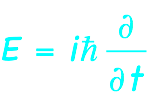 E = iℏ ∂/∂t